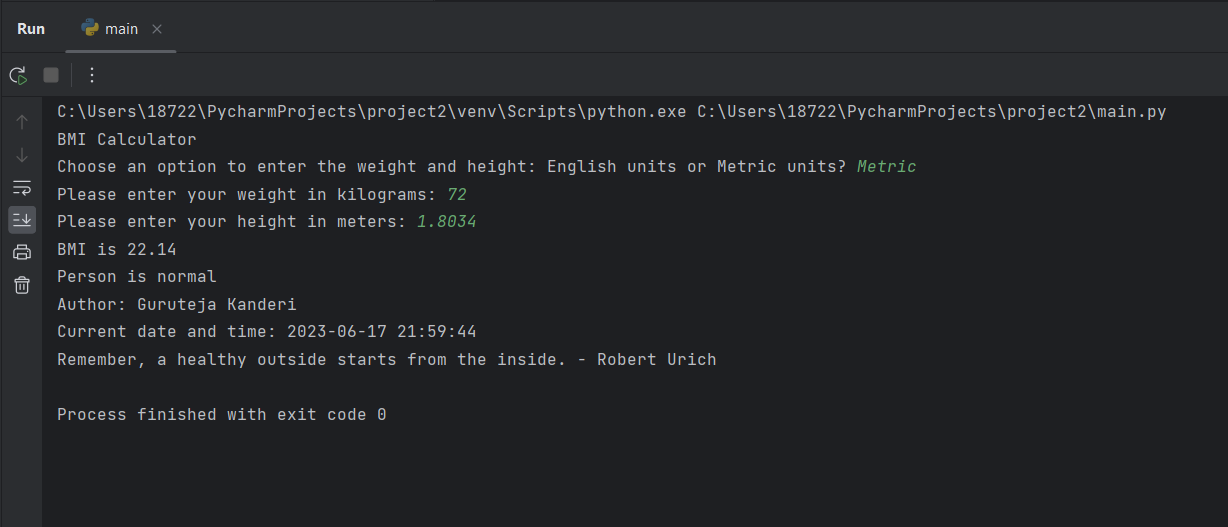 Run main
C:\Users\18722\PycharmProjects\project2\venv\Scripts\python.exe C:\Users\18722\PycharmProjects\project2\main.py
BMI Calculator
Choose an option to enter the weight and height: English units or Metric units? Metric
Please enter your weight in kilograms: 72
Please enter your height in meters: 1.8034
BMI is 22.14
Person is normal
Author: Guruteja Kanderi
Current date and time: 2023-06-17 21:59:44
Remember, a healthy outside starts from the inside. - Robert Urich
Process finished with exit code 0